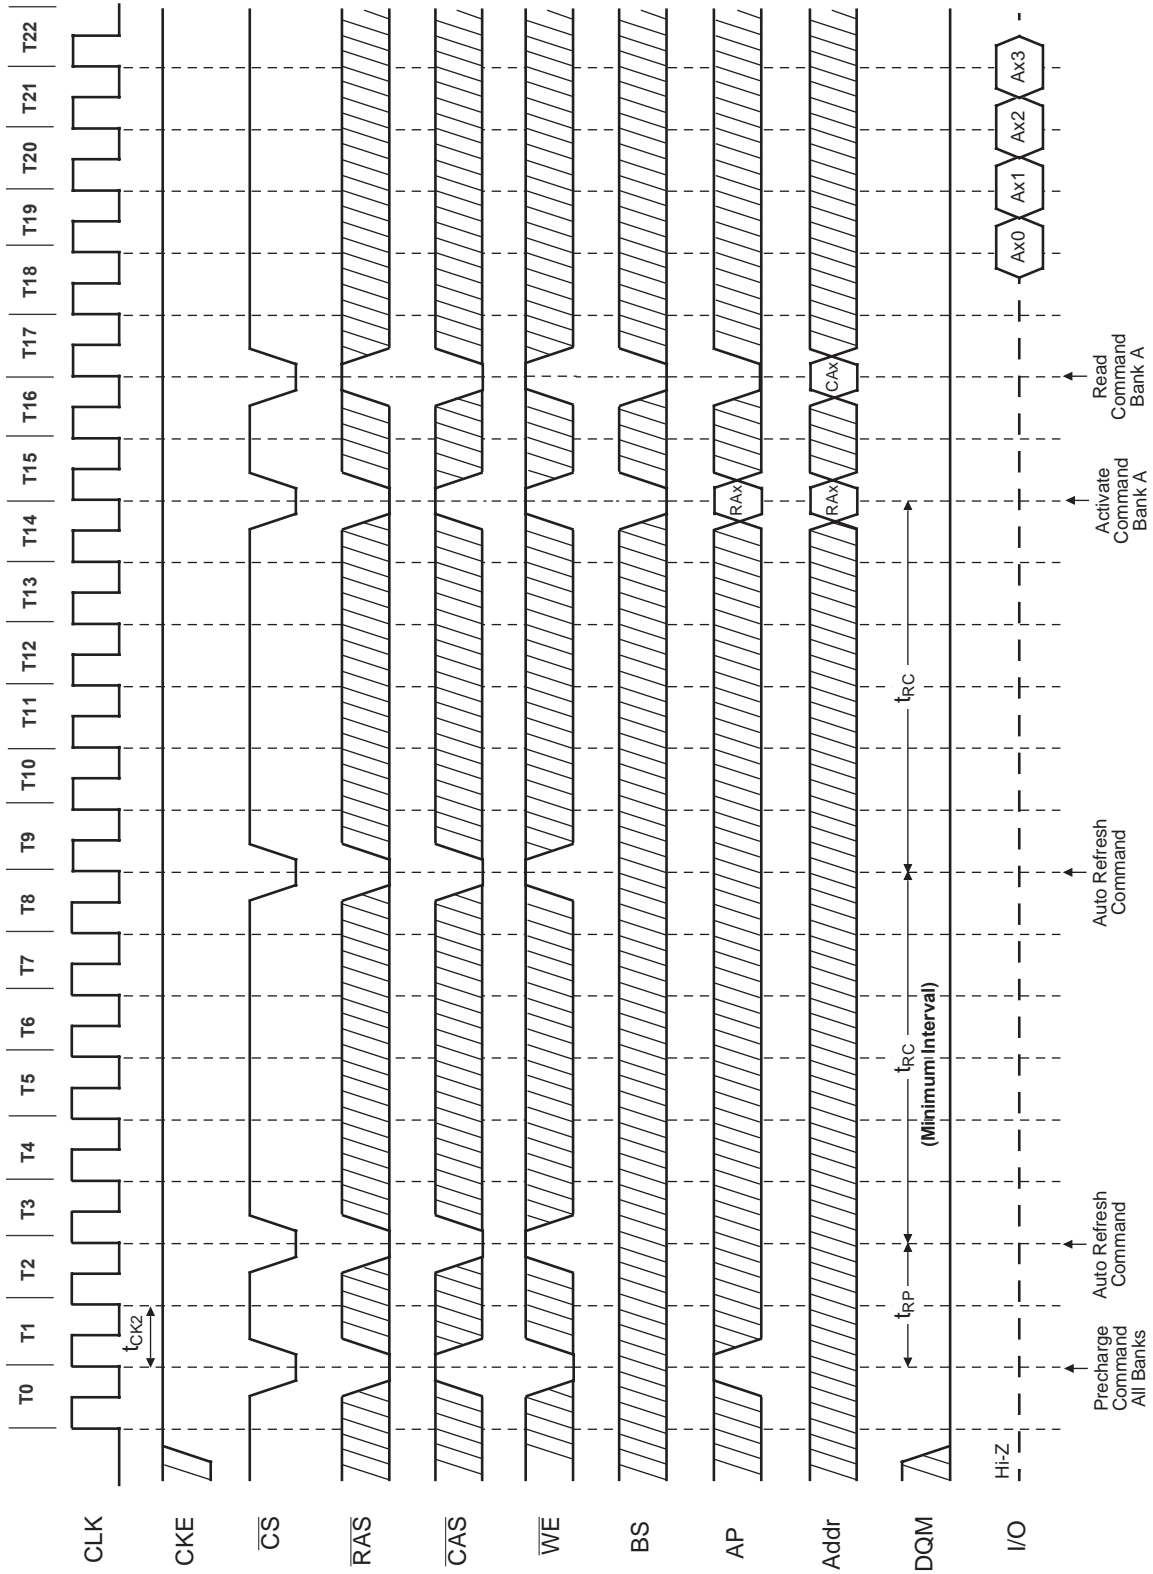 T0 T1 T2 T3 T4 T5 T6 T7 T8 T9 T10 T11 T12 T13 T14 T15 T16 T17 T18 T19 T20 T21 T22
CLK
tCK2
CKE
CS
RAS
CAS
WE
BS
AP
RAx
Addr
RAx CAx
DQM
tRP tRC tRC
(Minimum Interval)
I/O
Hi-Z
Ax0 Ax1 Ax2 Ax3
Precharge
Command
All Banks
Auto Refresh
Command
Auto Refresh
Command
Activate
Command
Bank A
Read
Command
Bank A